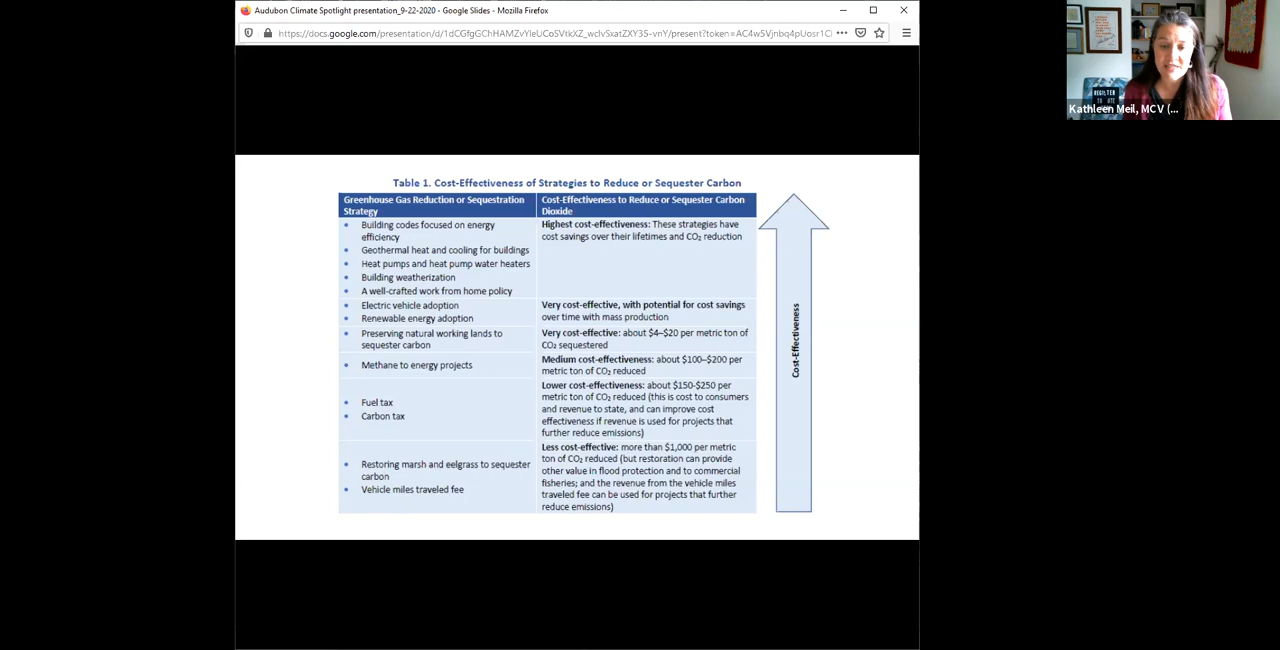 Audubon Climate Spotlight presentation_9-22-2020 - Google Slides - Mozilla Firefox
Kathleen Meil, MCV (...
REGISTER
TO
Table 1. Cost-Effectiveness of Strategies to Reduce or Sequester Carbon
Greenhouse Gas Reduction or Sequestration
Strategy
Cost-Effectiveness to Reduce or Sequester Carbon
Dioxide
Building codes focused on energy
efficiency
Geothermal heat and cooling for buildings
Heat pumps and heat pump water heaters
Building weatherization
A well-crafted work from home policy
Highest cost-effectiveness: These strategies have
cost savings over their lifetimes and CO₂ reduction
Electric vehicle adoption
Renewable energy adoption
Very cost-effective, with potential for cost savings
over time with mass production
Preserving natural working lands to
sequester carbon
Very cost-effective: about $4–$20 per metric ton of
CO₂ sequestered
Methane to energy projects
Medium cost-effectiveness: about $100–$200 per
metric ton of CO₂ reduced
Fuel tax
Carbon tax
Lower cost-effectiveness: about $150-$250 per
metric ton of CO₂ reduced (this is cost to consumers
and revenue to state, and can improve cost
effectiveness if revenue is used for projects that
further reduce emissions)
Restoring marsh and eelgrass to sequester
carbon
Vehicle miles traveled fee
Less cost-effective: more than $1,000 per metric
ton of CO₂ reduced (but restoration can provide
other value in flood protection and to commercial
fisheries; and the revenue from the vehicle miles
traveled fee can be used for projects that further
reduce emissions)
Cost-Effectiveness